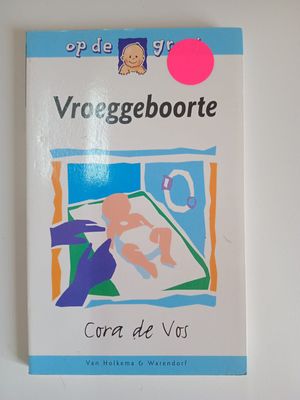 op de
Vroeggeboorte
Cora de Vos
Van Holkema & Warendorf